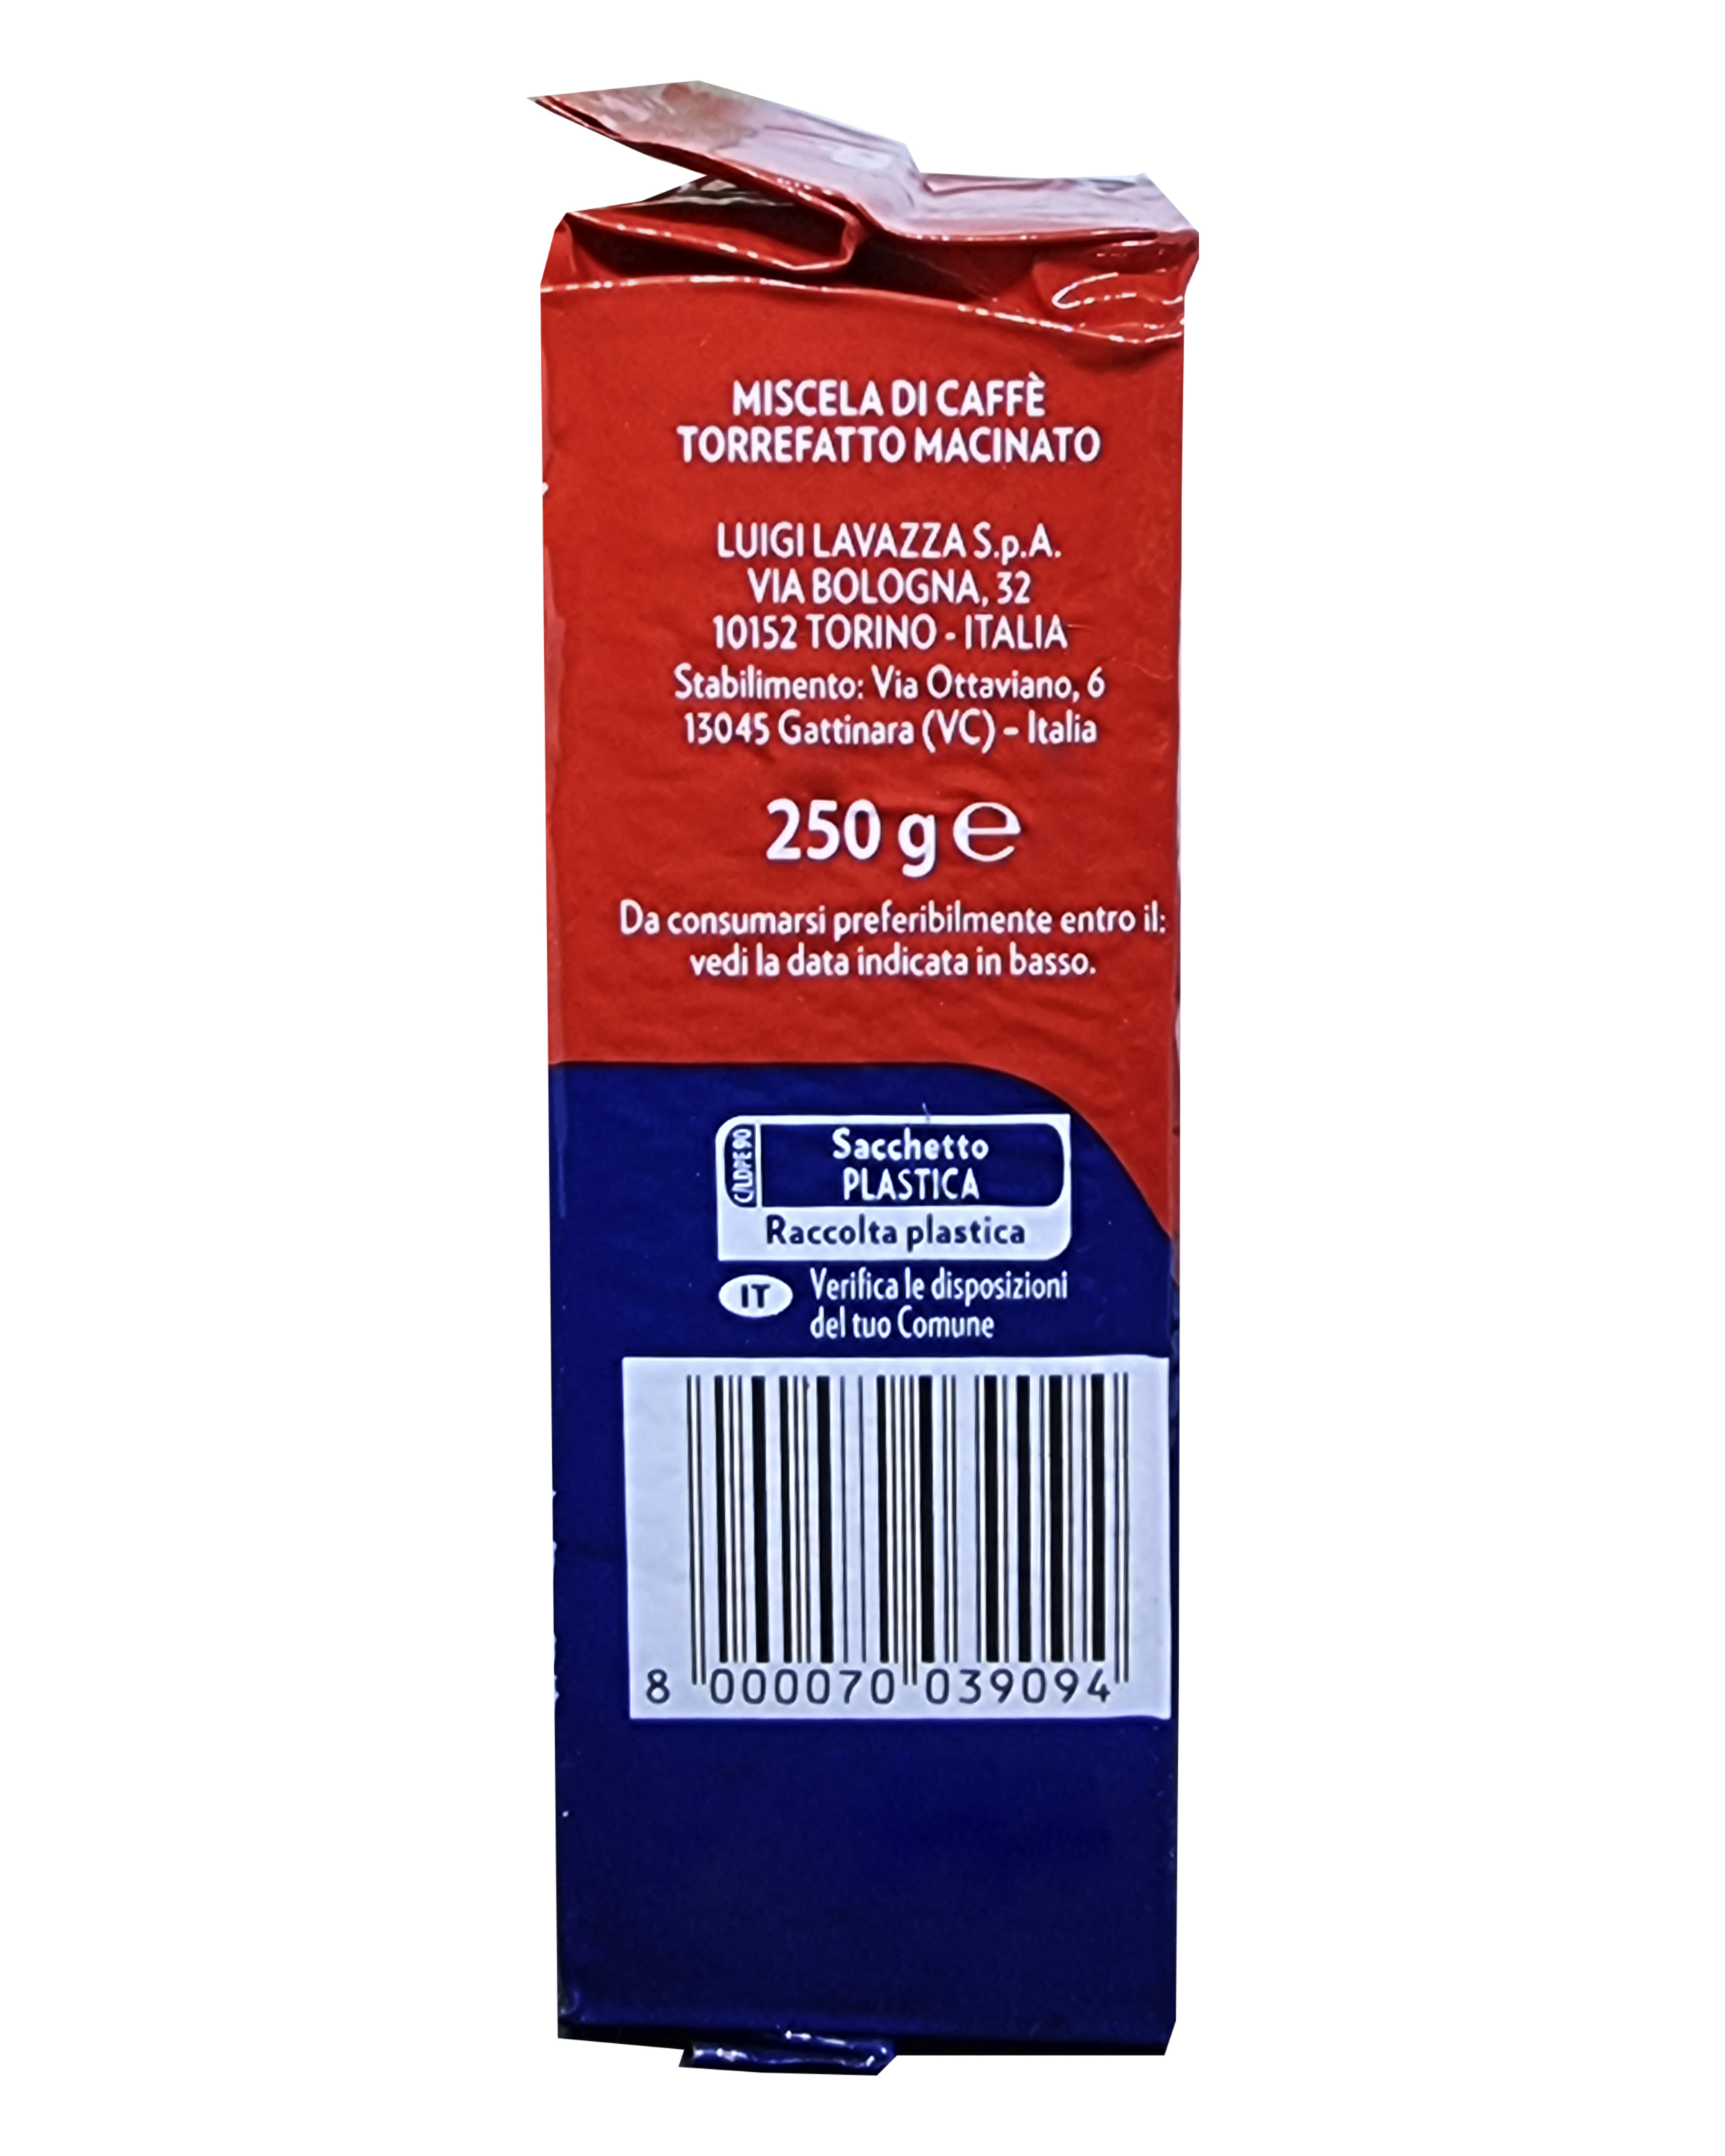 MISCELA DI CAFFÈ
TORREFATTO MACINATO
LUIGI LAVAZZA S.p.A.
VIA BOLOGNA, 32
10152 TORINO - ITALIA
Stabilimento: Via Ottaviano, 6
13045 Gattinara (VC) - Italia
250 g ℮
Da consumarsi preferibilmente entro il:
vedi la data indicata in basso.
C/LDPE 90
Sacchetto
PLASTICA
Raccolta plastica
IT
Verifica le disposizioni
del tuo Comune
8 000070 039094